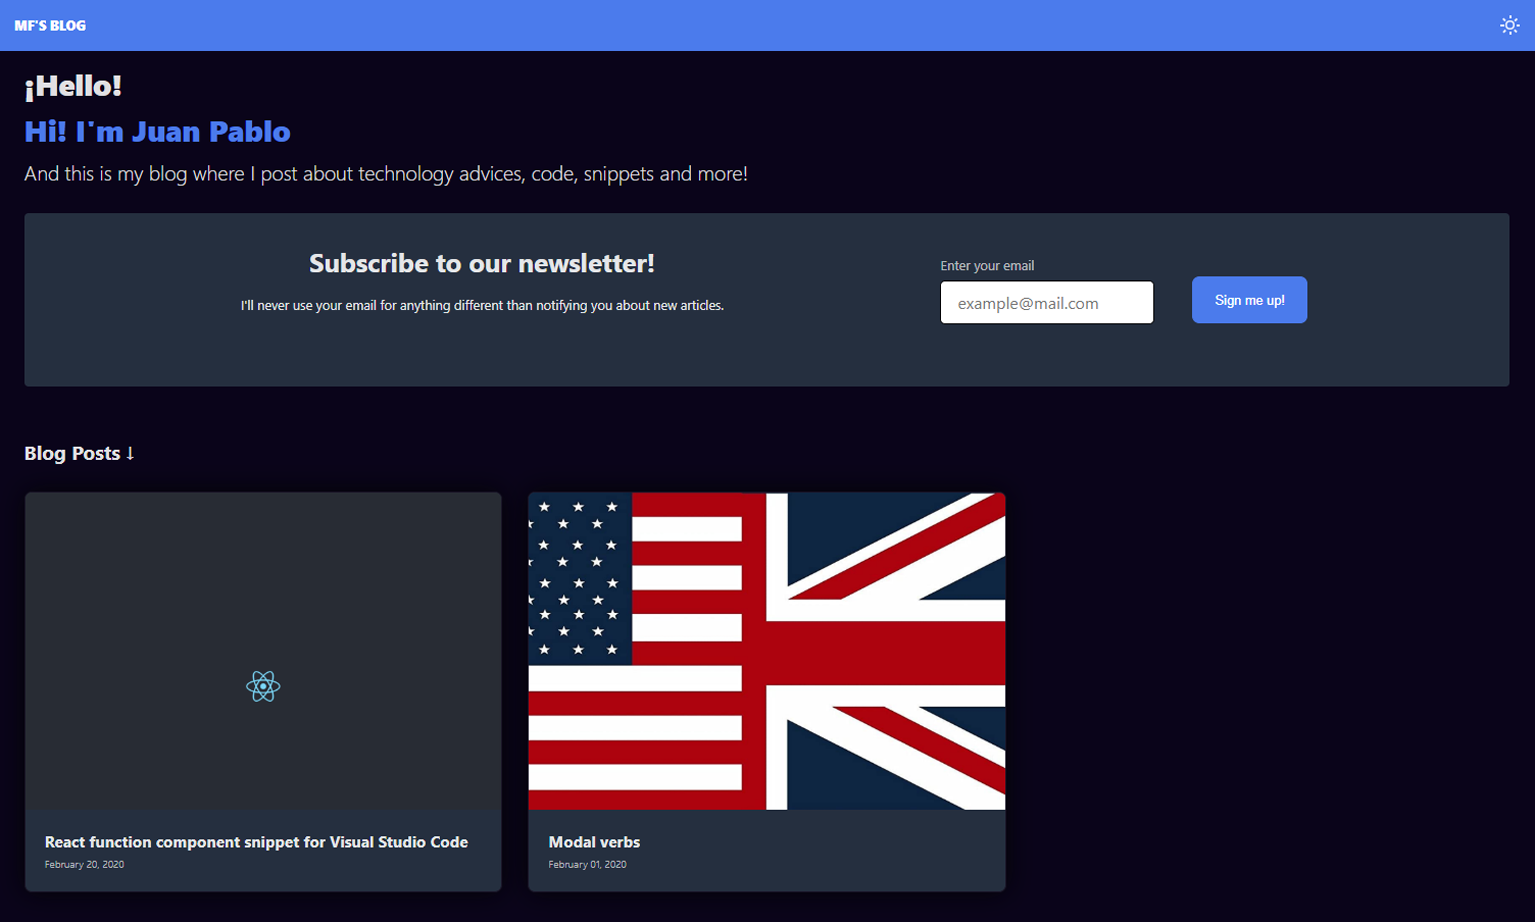 MF'S BLOG
¡Hello!
Hi! I'm Juan Pablo
And this is my blog where I post about technology advices, code, snippets and more!
Subscribe to our newsletter!
I'll never use your email for anything different than notifying you about new articles.
Enter your email
example@mail.com
Sign me up!
Blog Posts ↓
React function component snippet for Visual Studio Code
February 20, 2020
Modal verbs
February 01, 2020